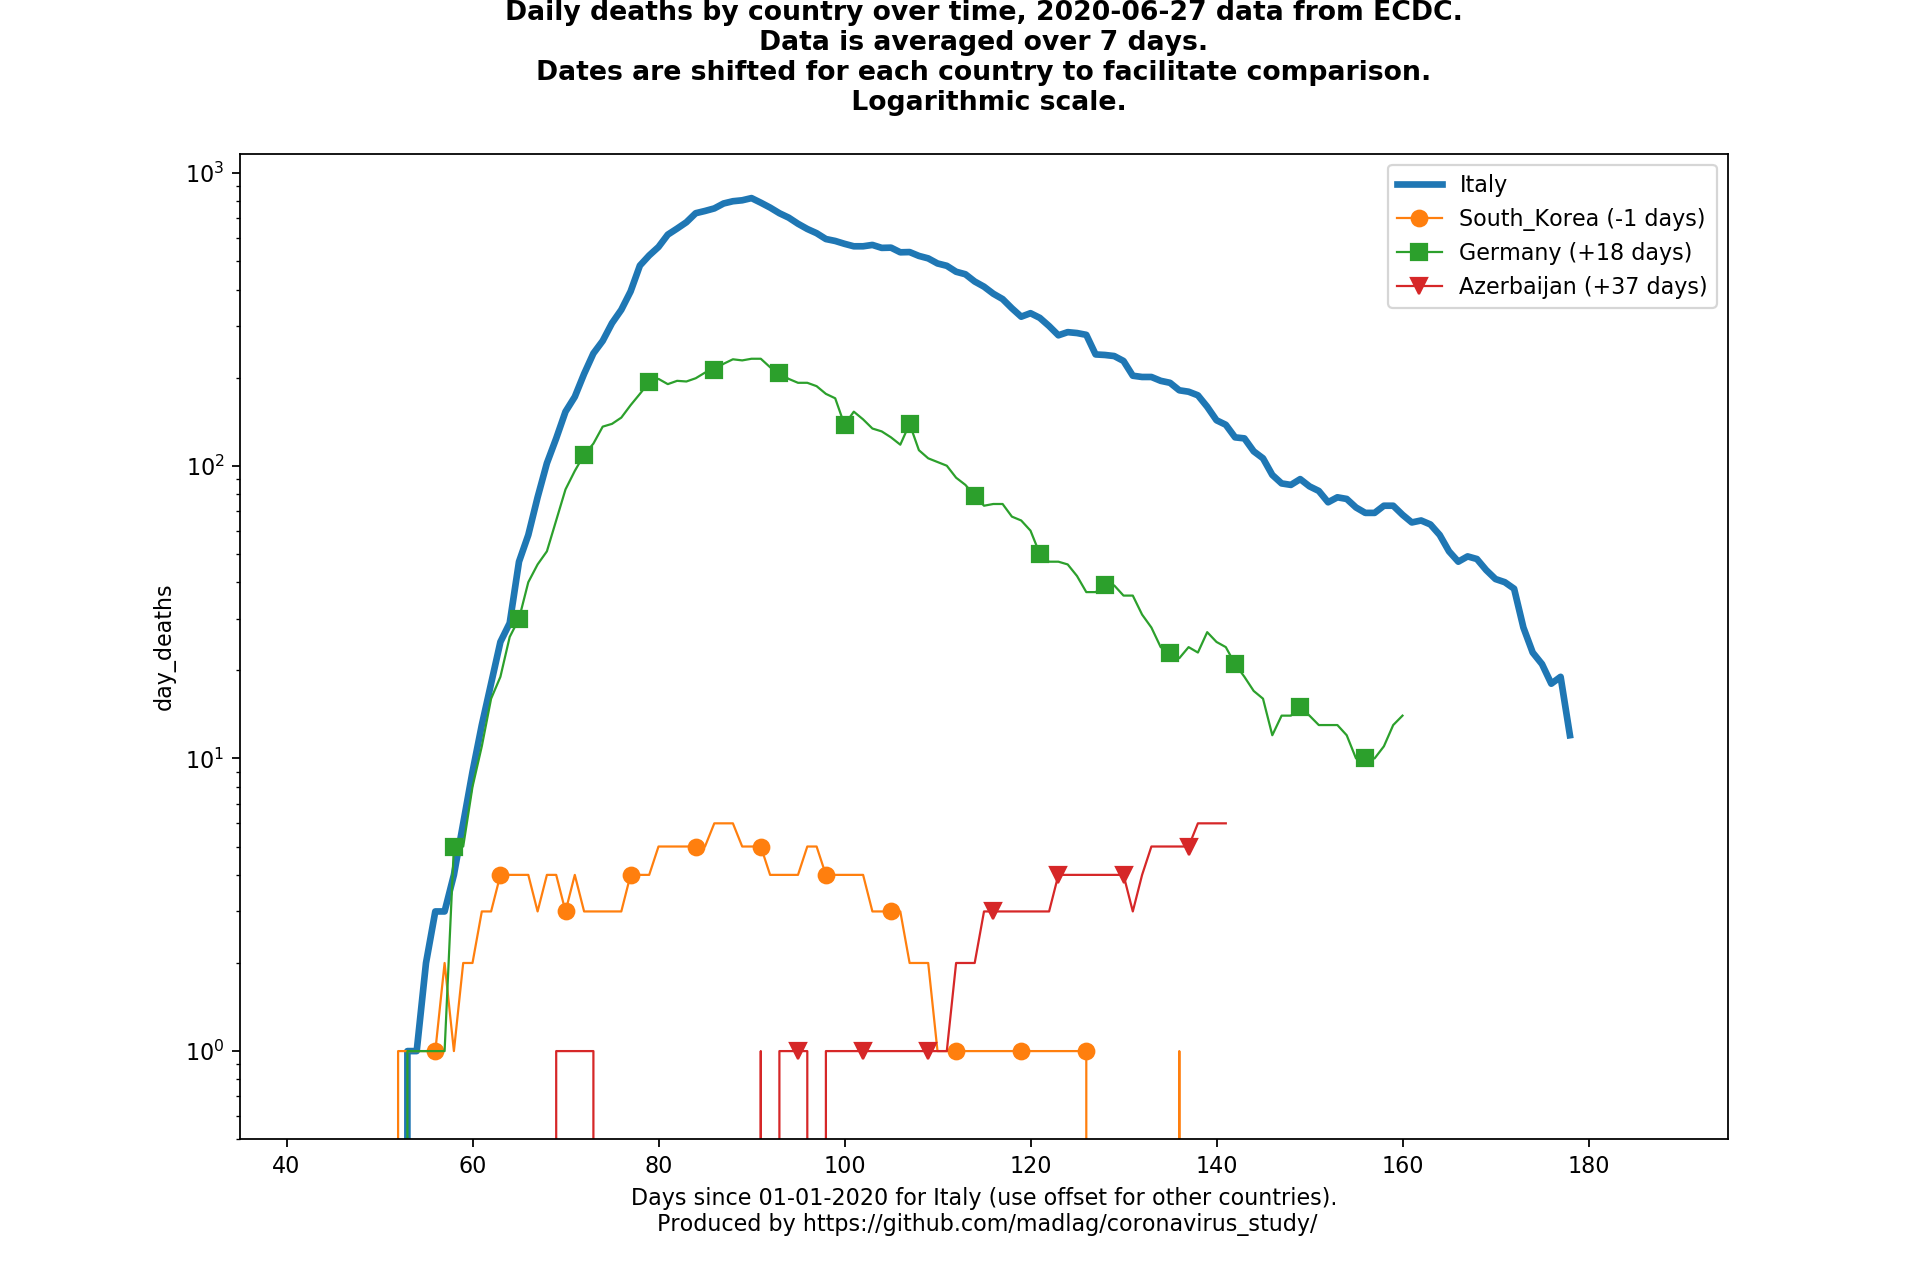 Daily deaths by country over time, 2020-06-27 data from ECDC.
Data is averaged over 7 days.
Dates are shifted for each country to facilitate comparison.
Logarithmic scale.
10³
10²
10¹
10⁰
day_deaths
Italy
South_Korea (-1 days)
Germany (+18 days)
Azerbaijan (+37 days)
40 60 80 100 120 140 160 180
Days since 01-01-2020 for Italy (use offset for other countries).
Produced by https://github.com/madlag/coronavirus_study/